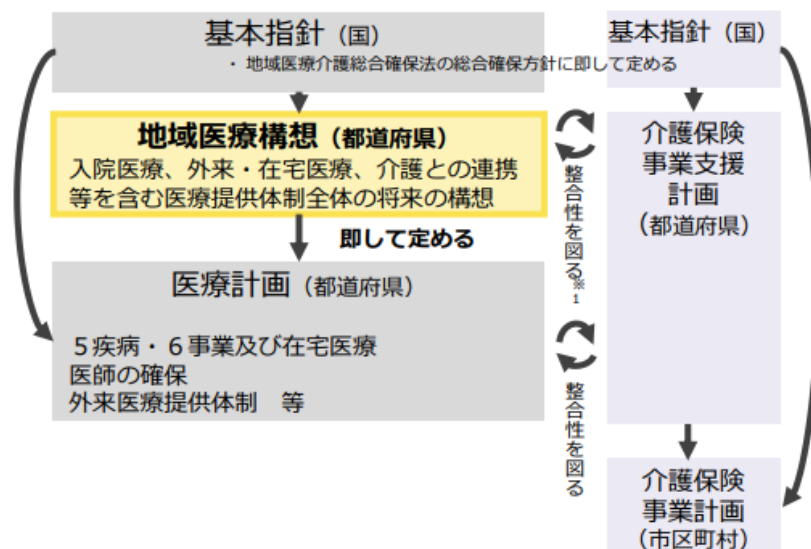 基本指針（国）
・ 地域医療介護総合確保法の総合確保方針に即して定める
基本指針（国）
地域医療構想（都道府県）
入院医療、外来・在宅医療、介護との連携
等を含む医療提供体制全体の将来の構想
即して定める
医療計画（都道府県）
５疾病・６事業及び在宅医療
医師の確保
外来医療提供体制　等
整合性を図る※1
整合性を図る
介護保険
事業支援
計画
（都道府県）
介護保険
事業計画
（市区町村）